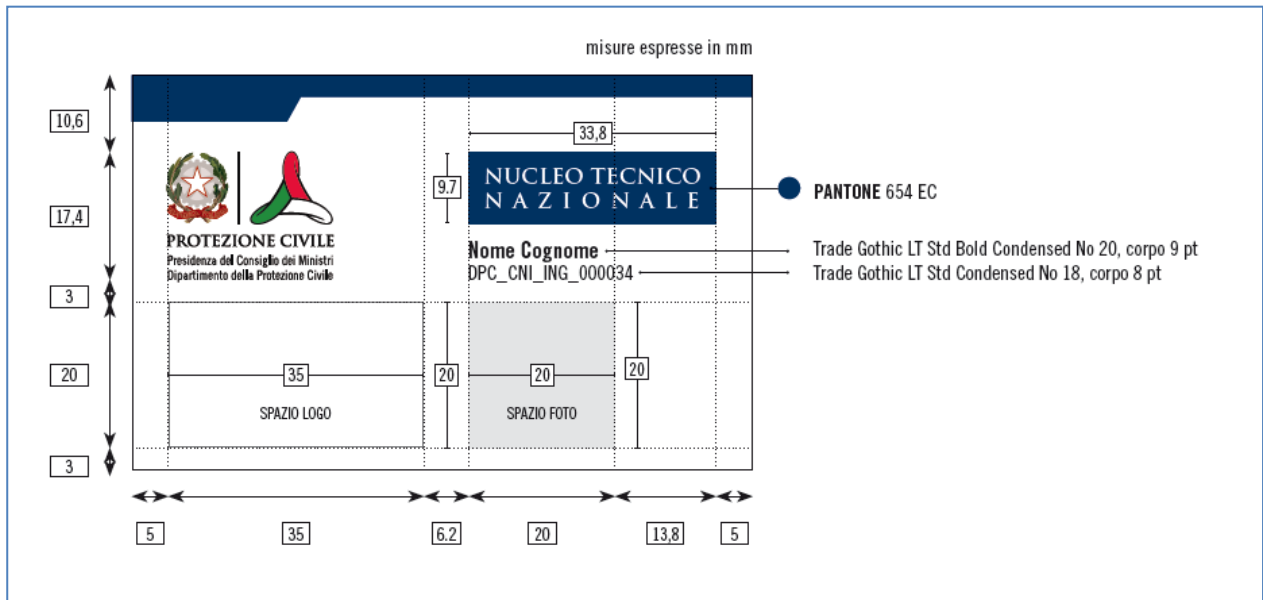 misure espresse in mm
10,6
33,8
NUCLEO TECNICO
NAZIONALE
9.7
PANTONE 654 EC
17,4
PROTEZIONE CIVILE
Presidenza del Consiglio dei Ministri
Dipartimento della Protezione Civile
Nome Cognome
Trade Gothic LT Std Bold Condensed No 20, corpo 9 pt
DPC_CNI_ING_000034
Trade Gothic LT Std Condensed No 18, corpo 8 pt
3
20
35
20
20
20
SPAZIO LOGO
SPAZIO FOTO
3
5
35
6.2
20
13,8
5